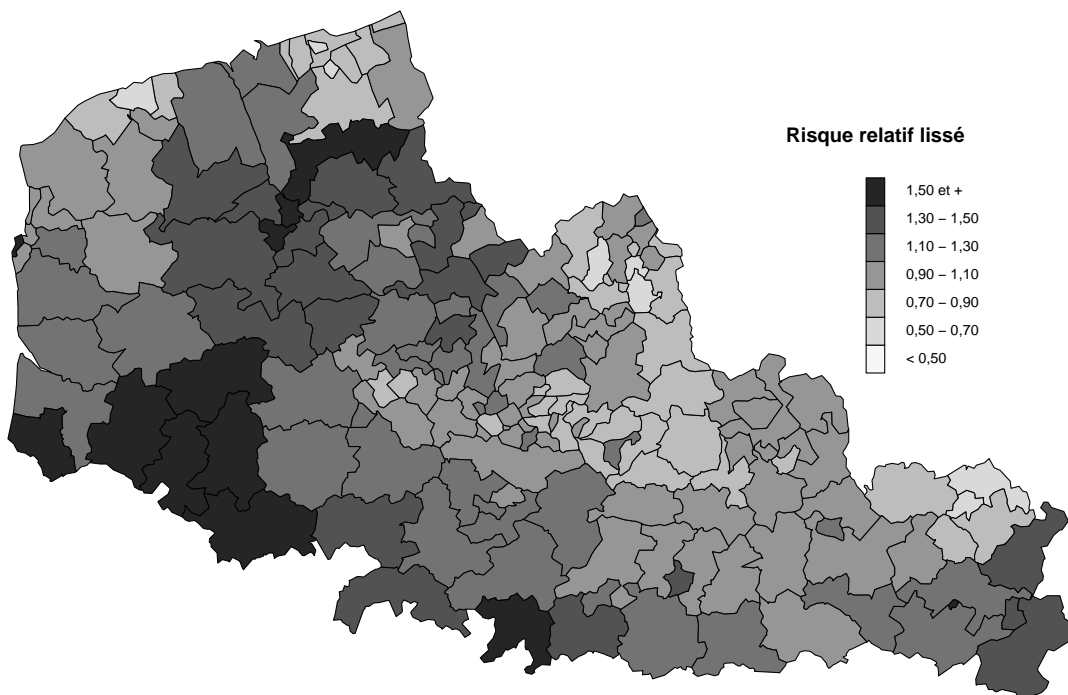 Risque relatif lissé
1,50 et +
1,30 – 1,50
1,10 – 1,30
0,90 – 1,10
0,70 – 0,90
0,50 – 0,70
< 0,50